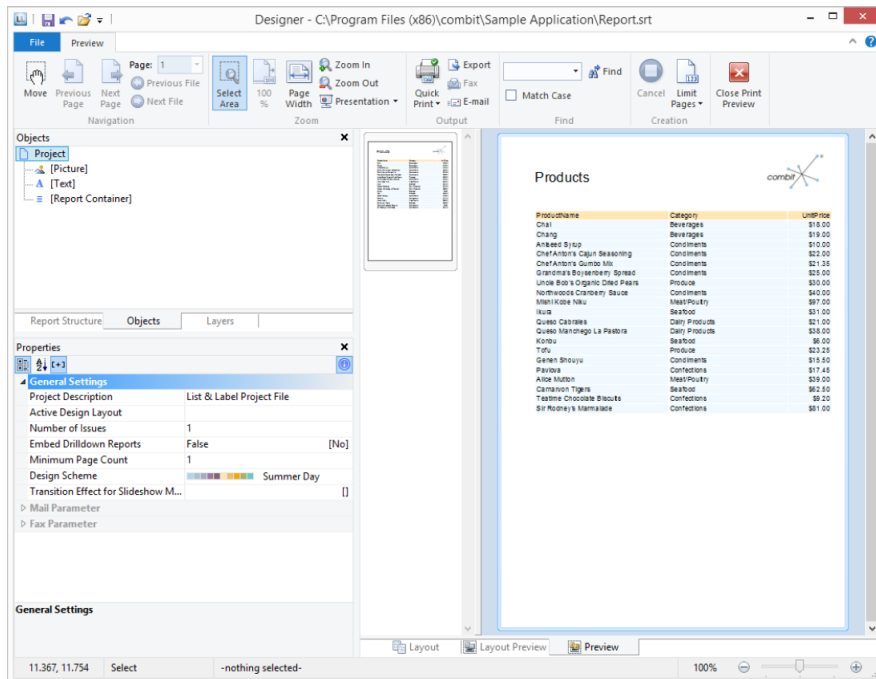 Designer - C:\Program Files (x86)\combit\Sample Application\Report.srt
File Preview
Move
Previous Page
Next Page
Page: 1
Previous File
Next File
Navigation
Select Area
100 %
Page Width
Zoom In
Zoom Out
Presentation
Zoom
Quick Print
Export
Fax
E-mail
Output
Find
Match Case
Find
Cancel
Limit Pages
Creation
Close Print Preview
Objects
Project
[Picture]
[Text]
[Report Container]
Report Structure Objects Layers
Properties
General Settings
Project Description List & Label Project File
Active Design Layout
Number of Issues 1
Embed Drilldown Reports False [No]
Minimum Page Count 1
Design Scheme Summer Day
Transition Effect for Slideshow M... []
Mail Parameter
Fax Parameter
General Settings
Products
combit
ProductName Category UnitPrice
Chai Beverages $18.00
Chang Beverages $19.00
Aniseed Syrup Condiments $10.00
Chef Anton's Cajun Seasoning Condiments $22.00
Chef Anton's Gumbo Mix Condiments $21.35
Grandma's Boysenberry Spread Condiments $25.00
Uncle Bob's Organic Dried Pears Produce $30.00
Northwoods Cranberry Sauce Condiments $40.00
Mishi Kobe Niku Meat/Poultry $97.00
Ikura Seafood $31.00
Queso Cabrales Dairy Products $21.00
Queso Manchego La Pastora Dairy Products $38.00
Konbu Seafood $6.00
Tofu Produce $23.25
Genen Shouyu Condiments $15.50
Pavlova Confections $17.45
Alice Mutton Meat/Poultry $39.00
Carnarvon Tigers Seafood $62.50
Teatime Chocolate Biscuits Confections $9.20
Sir Rodney's Marmalade Confections $81.00
Layout Layout Preview Preview
11.367, 11.754 Select -nothing selected- 100%